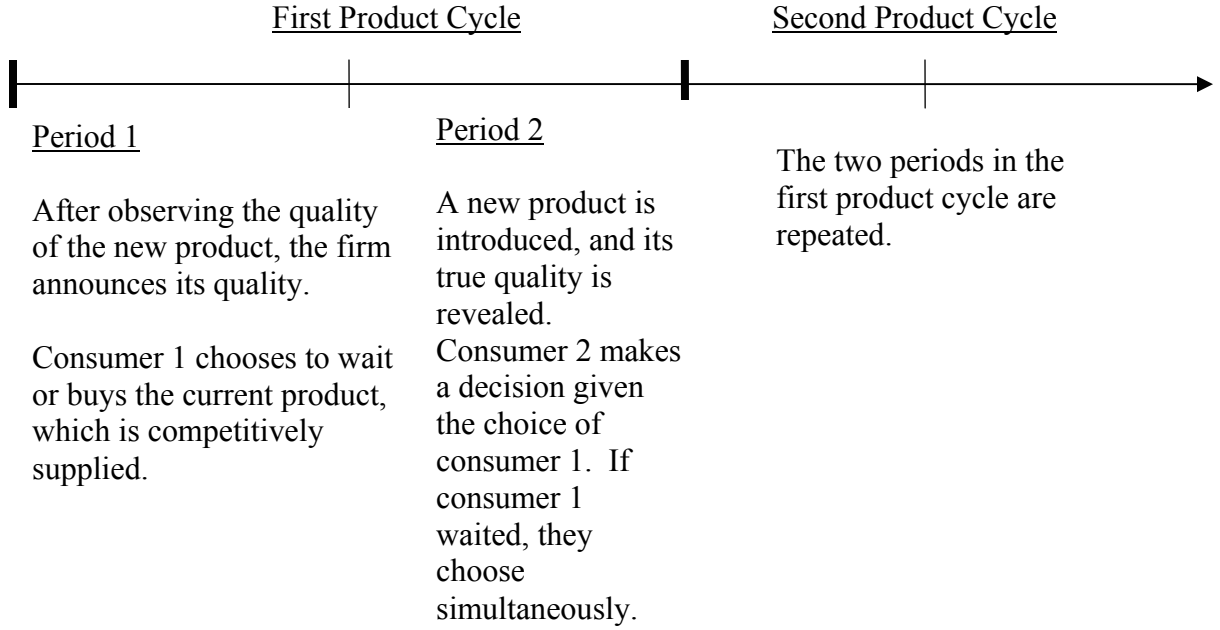 First Product Cycle
Second Product Cycle
Period 1
After observing the quality
of the new product, the firm
announces its quality.
Consumer 1 chooses to wait
or buys the current product,
which is competitively
supplied.
Period 2
A new product is
introduced, and its
true quality is
revealed.
Consumer 2 makes
a decision given
the choice of
consumer 1.  If
consumer 1
waited, they
choose
simultaneously.
The two periods in the
first product cycle are
repeated.